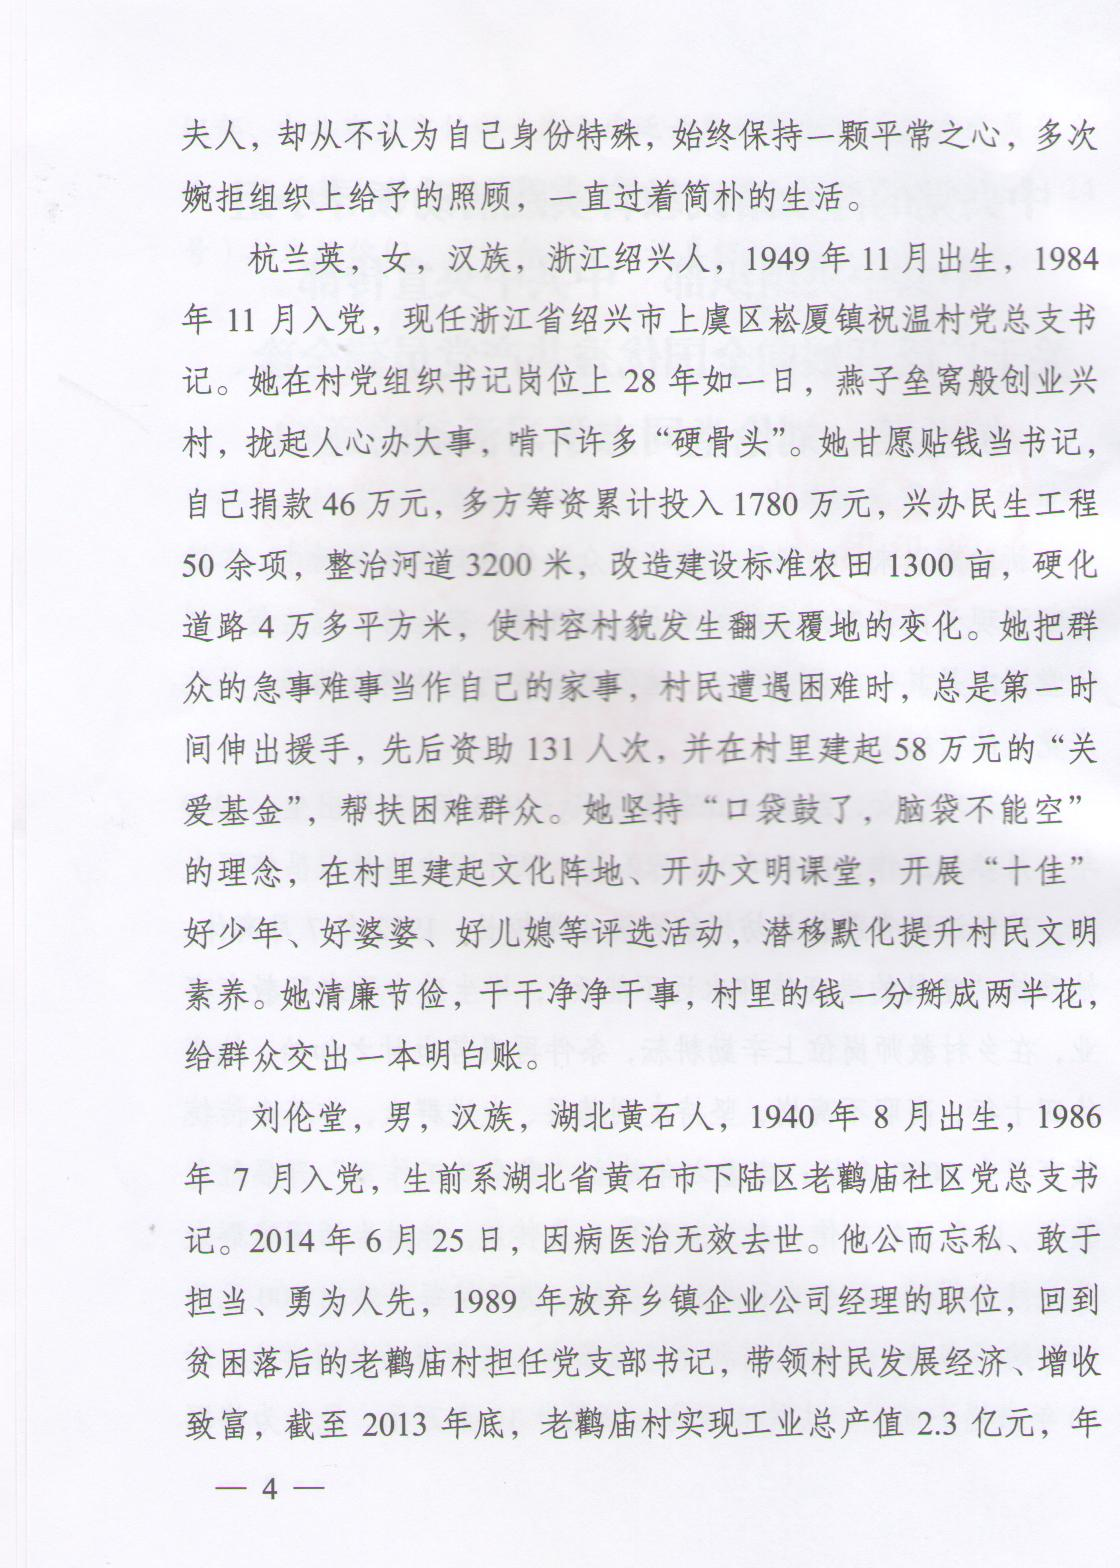 夫人，却从不认为自己身份特殊，始终保持一颗平常之心，多次
婉拒组织上给予的照顾，一直过着简朴的生活。
杭兰英，女，汉族，浙江绍兴人，1949年11月出生，1984
年11月入党，现任浙江省绍兴市上虞区崧厦镇祝温村党总支书
记。她在村党组织书记岗位上28年如一日，燕子垒窝般创业兴
村，拢起人心办大事，啃下许多“硬骨头”。她甘愿贴钱当书记，
自己捐款46万元，多方筹资累计投入1780万元，兴办民生工程
50余项，整治河道3200米，改造建设标准农田1300亩，硬化
道路4万多平方米，使村容村貌发生翻天覆地的变化。她把群
众的急事难事当作自己的家事，村民遭遇困难时，总是第一时
间伸出援手，先后资助131人次，并在村里建起58万元的“关
爱基金”，帮扶困难群众。她坚持“口袋鼓了，脑袋不能空”
的理念，在村里建起文化阵地、开办文明课堂，开展“十佳”
好少年、好婆婆、好儿媳等评选活动，潜移默化提升村民文明
素养。她清廉节俭，干干净净干事，村里的钱一分掰成两半花，
给群众交出一本明白账。
刘伦堂，男，汉族，湖北黄石人，1940年8月出生，1986
年7月入党，生前系湖北省黄石市下陆区老鹳庙社区党总支书
记。2014年6月25日，因病医治无效去世。他公而忘私、敢于
担当、勇为人先，1989年放弃乡镇企业公司经理的职位，回到
贫困落后的老鹳庙村担任党支部书记，带领村民发展经济、增收
致富，截至2013年底，老鹳庙村实现工业总产值2.3亿元，年
— 4 —